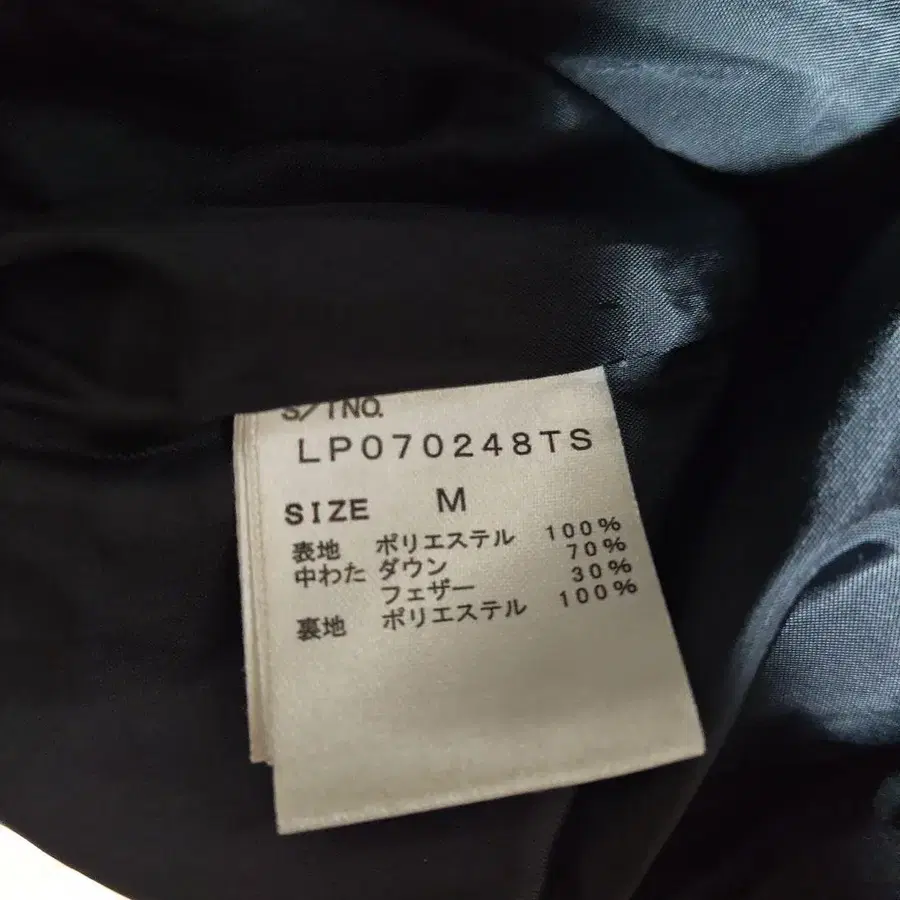 S/TNO.
LP070248TS
SIZE M
表地 ポリエステル 100%
中わた ダウン 70%
フェザー 30%
裏地 ポリエステル 100%